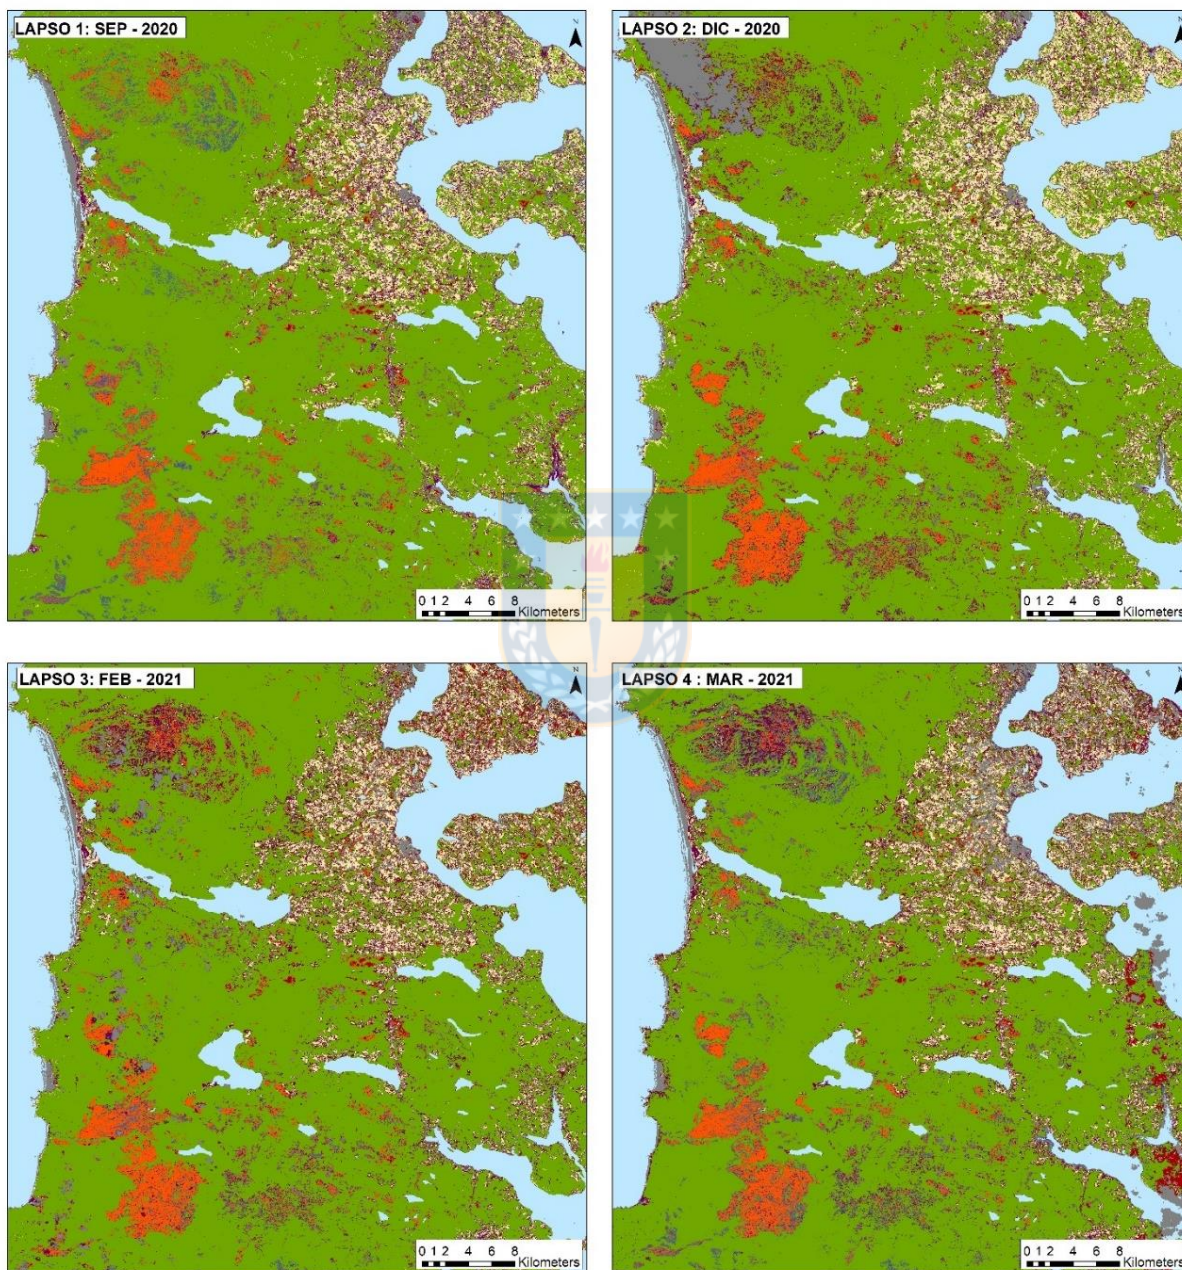 LAPSO 1: SEP - 2020
N
0 1 2 4 6 8
Kilometers
LAPSO 2: DIC - 2020
N
0 1 2 4 6 8
Kilometers
LAPSO 3: FEB - 2021
N
0 1 2 4 6 8
Kilometers
LAPSO 4 : MAR - 2021
N
0 1 2 4 6 8
Kilometers